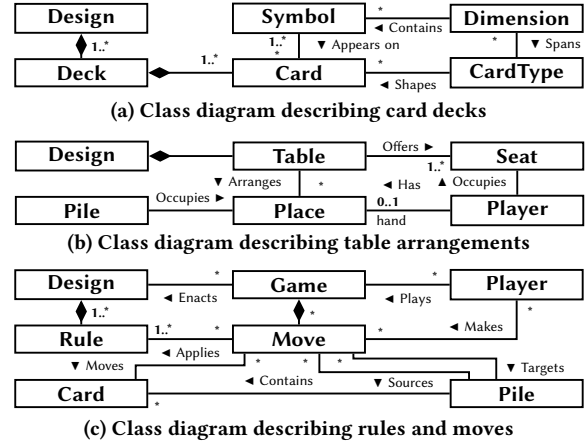 Design Symbol * * Dimension
◄ Contains
1..* 1..* ▼ Appears on * ▼ Spans
Deck 1..* * Card * * CardType
◄ Shapes
(a) Class diagram describing card decks
Design Table Offers ► 1..* Seat
▼ Arranges * ◄ Has ▲ Occupies
Pile Occupies ► Place 0..1 Player
hand
(b) Class diagram describing table arrangements
Design * Game * Player
◄ Enacts ◄ Plays
1..* * *
Rule 1..* * Move * ◄ Makes
◄ Applies
▼ Moves * * * * ▼ Targets
Card ◄ Contains ▼ Sources Pile
*
(c) Class diagram describing rules and moves